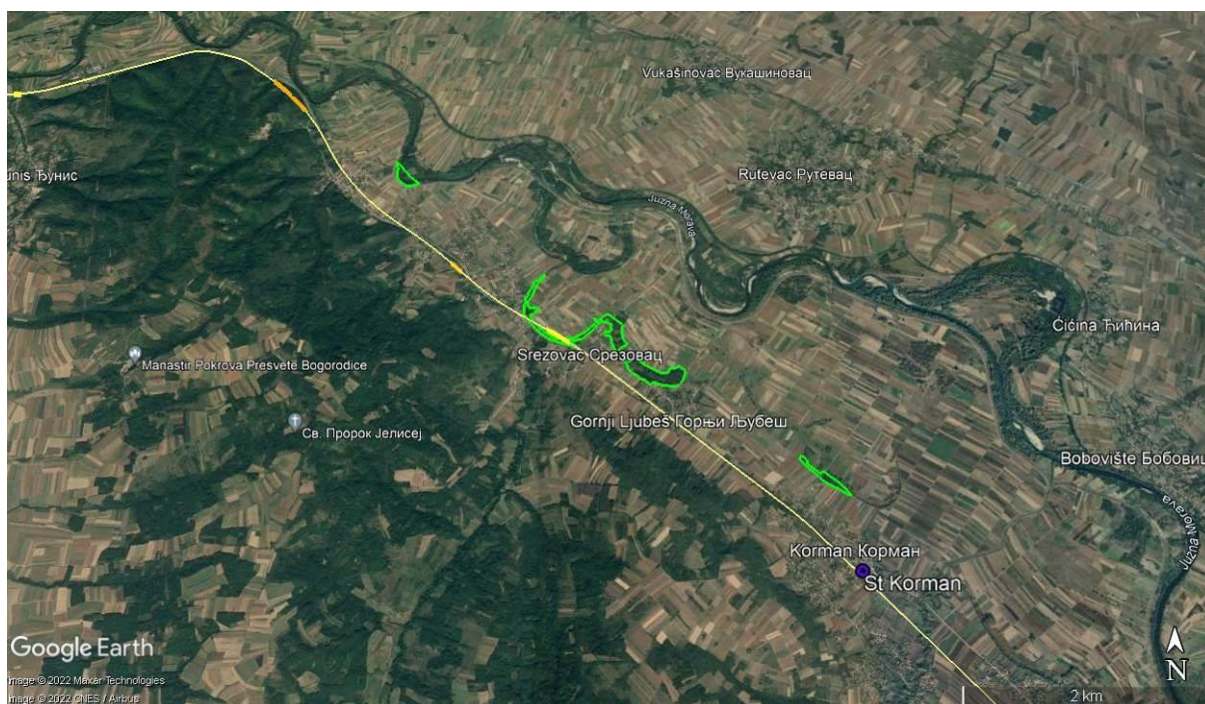 Vukašinovac Вукашиновац
unis Ђунис
Rutevac Рутевац
Juzna Morava
Ćićina Ћићина
Srezovac Срезовац
Manastir Pokrova Presvete Bogorodice
Св. Пророк Јелисеј
Gornji Ljubeš Горњи Љубеш
Bobovište Бобовиш
Juzna Morava
Korman Корман
St Korman
Google Earth
N
mage © 2022 Maxar Technologies
mage © 2022 CNES / Airbus
2 km